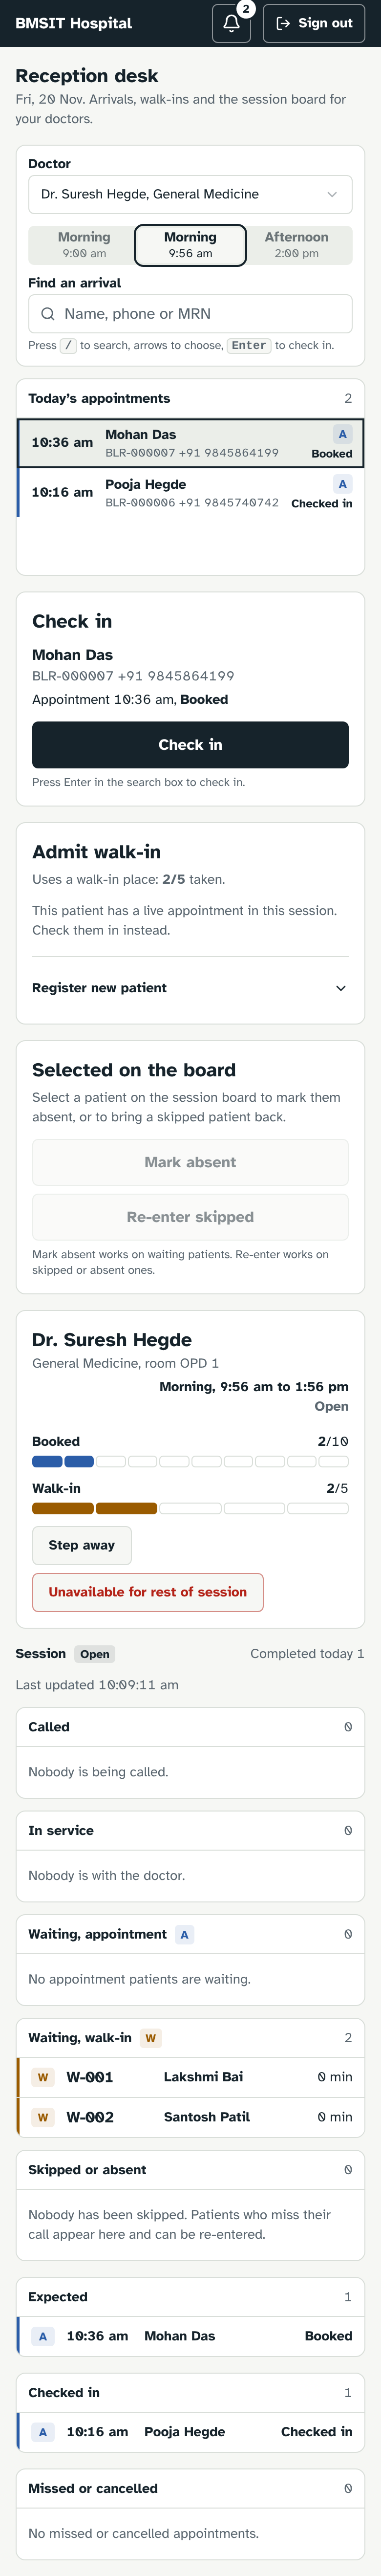 BMSIT Hospital
2
Sign out
Reception desk
Fri, 20 Nov. Arrivals, walk-ins and the session board for
your doctors.
Doctor
Dr. Suresh Hegde, General Medicine
Morning
9:00 am
Morning
9:56 am
Afternoon
2:00 pm
Find an arrival
Name, phone or MRN
Press / to search, arrows to choose, Enter to check in.
Today's appointments 2
10:36 am Mohan Das A
BLR-000007 +91 9845864199 Booked
10:16 am Pooja Hegde A
BLR-000006 +91 9845740742 Checked in
Check in
Mohan Das
BLR-000007 +91 9845864199
Appointment 10:36 am, Booked
Check in
Press Enter in the search box to check in.
Admit walk-in
Uses a walk-in place: 2/5 taken.
This patient has a live appointment in this session.
Check them in instead.
Register new patient
Selected on the board
Select a patient on the session board to mark them
absent, or to bring a skipped patient back.
Mark absent
Re-enter skipped
Mark absent works on waiting patients. Re-enter works on
skipped or absent ones.
Dr. Suresh Hegde
General Medicine, room OPD 1
Morning, 9:56 am to 1:56 pm
Open
Booked 2/10
Walk-in 2/5
Step away
Unavailable for rest of session
Session Open Completed today 1
Last updated 10:09:11 am
Called 0
Nobody is being called.
In service 0
Nobody is with the doctor.
Waiting, appointment A 0
No appointment patients are waiting.
Waiting, walk-in W 2
W W-001 Lakshmi Bai 0 min
W W-002 Santosh Patil 0 min
Skipped or absent 0
Nobody has been skipped. Patients who miss their
call appear here and can be re-entered.
Expected 1
A 10:36 am Mohan Das Booked
Checked in 1
A 10:16 am Pooja Hegde Checked in
Missed or cancelled 0
No missed or cancelled appointments.